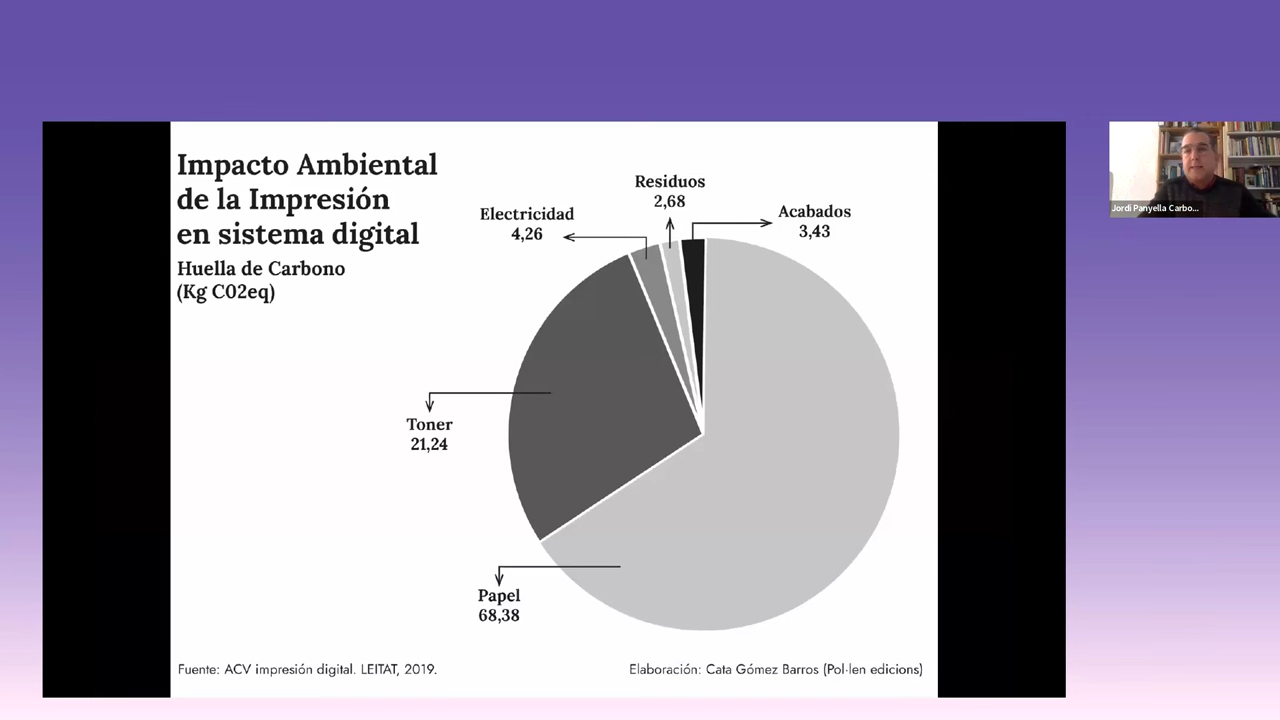 Impacto Ambiental
de la Impresión
en sistema digital
Huella de Carbono
(Kg C02eq)
Residuos
2,68
Electricidad
4,26
Acabados
3,43
Toner
21,24
Papel
68,38
Fuente: ACV impresión digital. LEITAT, 2019.
Elaboración: Cata Gómez Barros (Pol·len edicions)
Jordi Panyella Carbo...